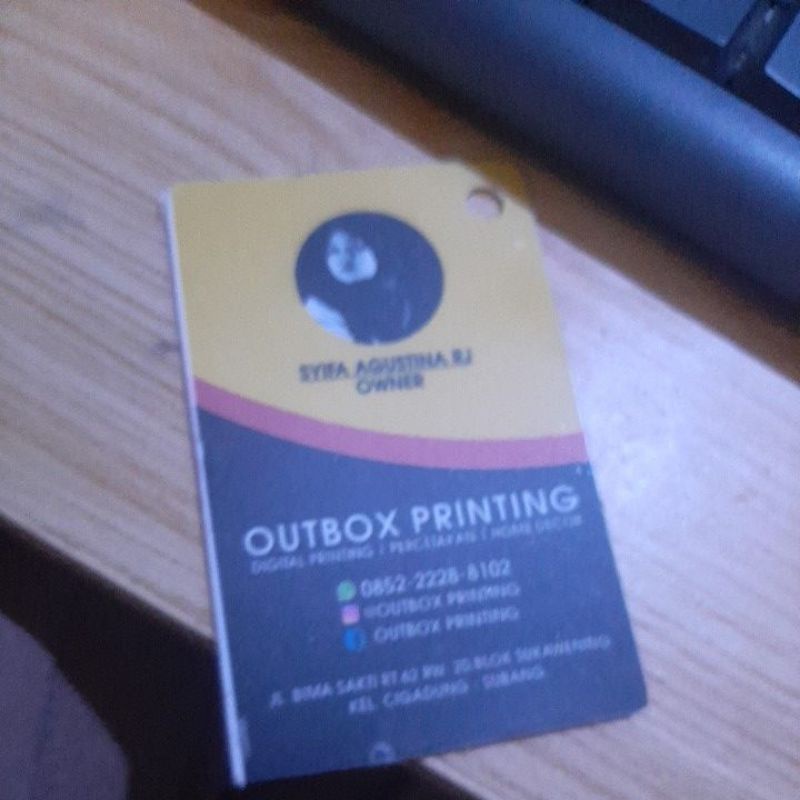 SYIFA AGUSTINA RJ
OWNER
OUTBOX PRINTING
DIGITAL PRINTING | PERCETAKAN | HOME DECOR
0852-2228-8102
@OUTBOX PRINTING
OUTBOX PRINTING
JL. BIMA SAKTI RT.62 RW. 20.BLOK SUKAWENING
KEL. CIGADUNG - SUBANG